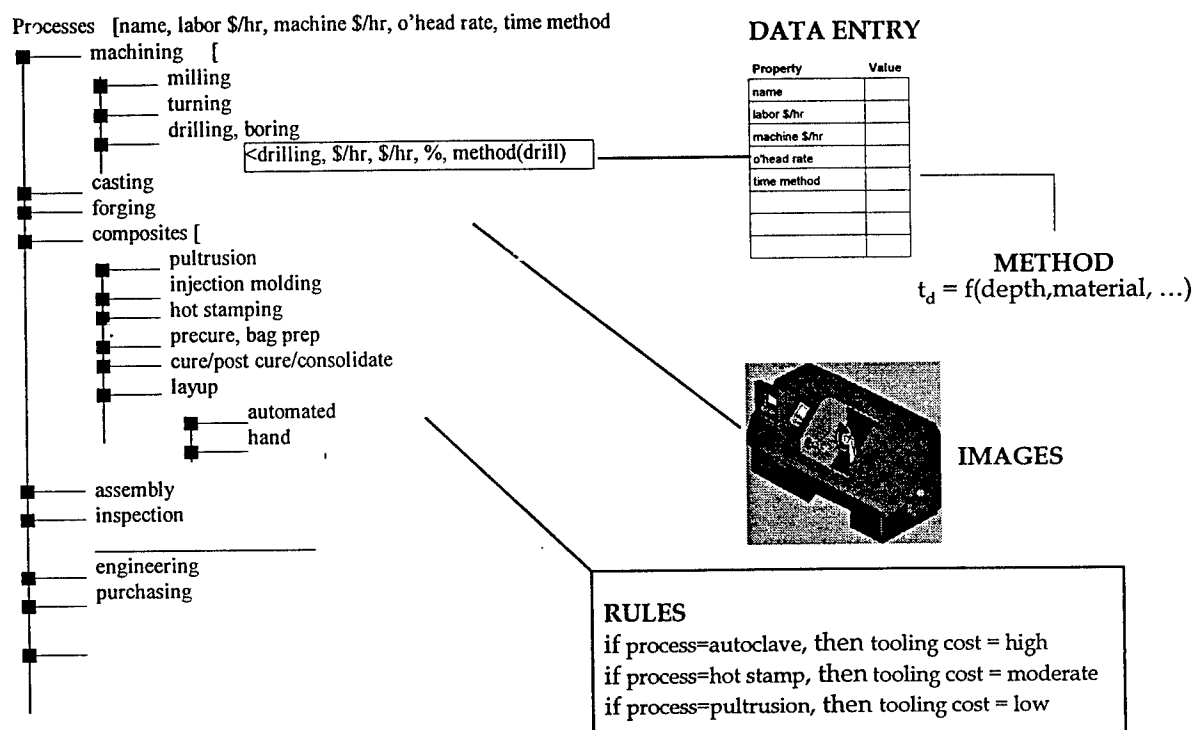 Processes [name, labor $/hr, machine $/hr, o'head rate, time method
machining [
milling
turning
drilling, boring
<drilling, $/hr, $/hr, %, method(drill)
casting
forging
composites [
pultrusion
injection molding
hot stamping
precure, bag prep
cure/post cure/consolidate
layup
automated
hand
assembly
inspection
engineering
purchasing
DATA ENTRY
Property Value
name
labor $/hr
machine $/hr
o'head rate
time method
METHOD
t_d = f(depth,material, ...)
IMAGES
RULES
if process=autoclave, then tooling cost = high
if process=hot stamp, then tooling cost = moderate
if process=pultrusion, then tooling cost = low